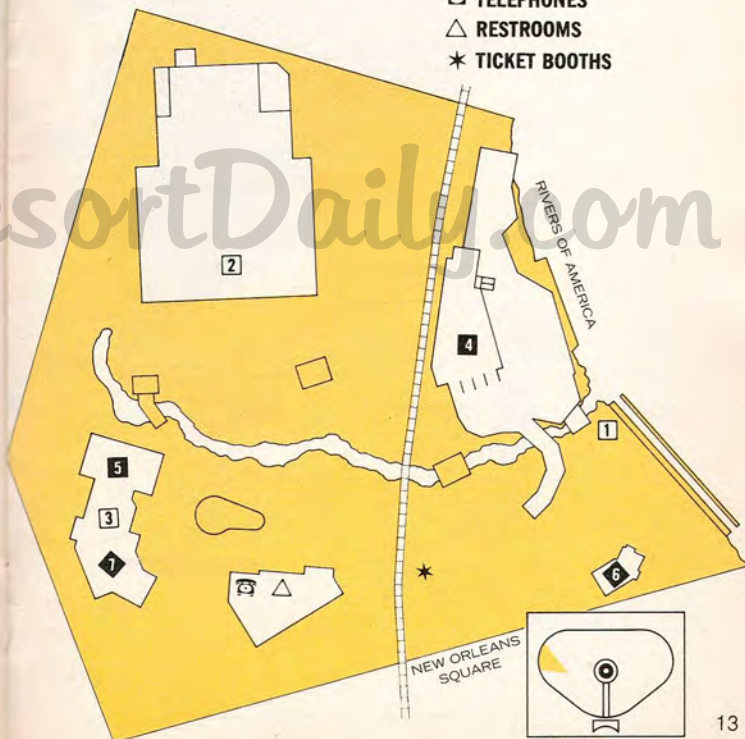 TELEPHONES
RESTROOMS
TICKET BOOTHS
sortDaily.com
RIVERS OF AMERICA
2
4
1
5
3
7
6
NEW ORLEANS
SQUARE
13